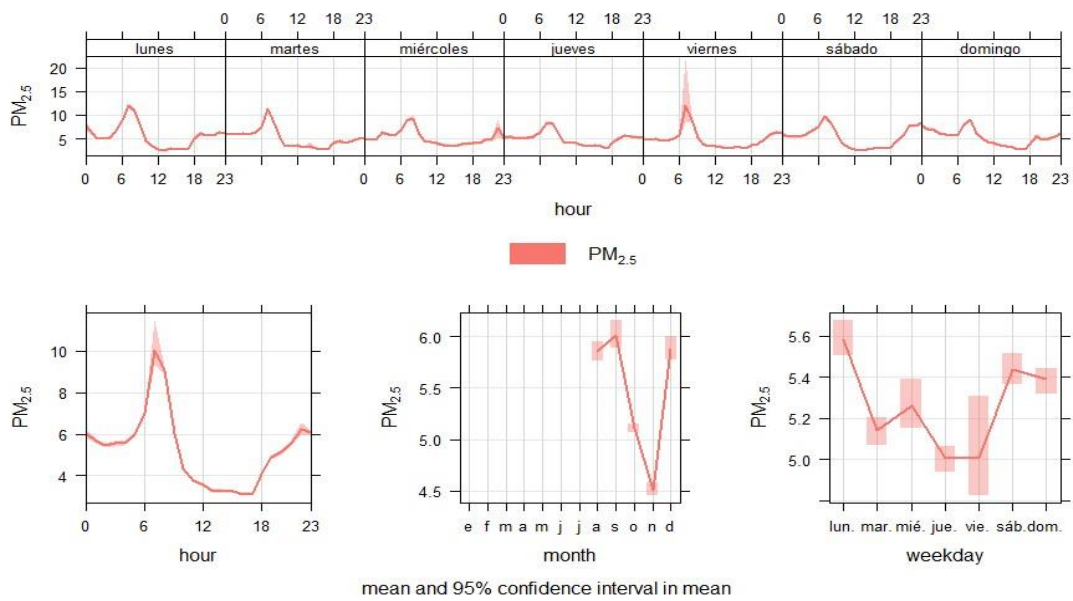 0 6 12 18 23 0 6 12 18 23 0 6 12 18 23
lunes martes miércoles jueves viernes sábado domingo
PM2.5
20
15
10
5
0 6 12 18 23 0 6 12 18 23 0 6 12 18 23 0 6 12 18 23
hour
PM2.5
PM2.5
10
8
6
4
0 6 12 18 23
hour
PM2.5
6.0
5.5
5.0
4.5
e f m a m j j a s o n d
month
PM2.5
5.6
5.4
5.2
5.0
lun. mar. mié. jue. vie. sáb. dom.
weekday
mean and 95% confidence interval in mean